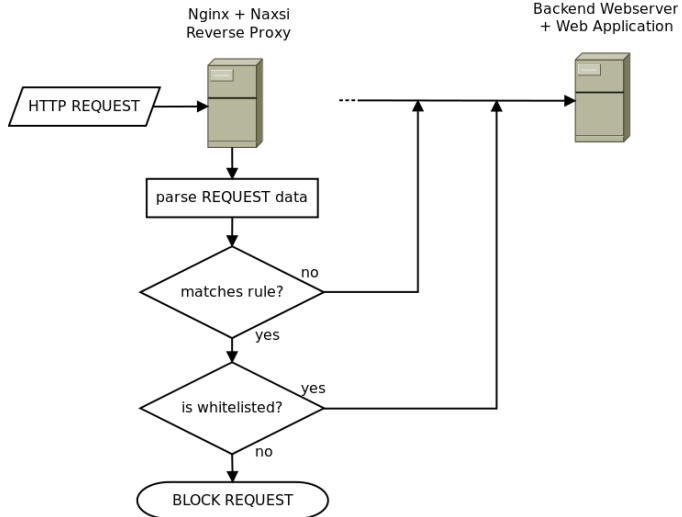 Nginx + Naxsi
Reverse Proxy
Backend Webserver
+ Web Application
HTTP REQUEST
parse REQUEST data
matches rule?
no
yes
is whitelisted?
yes
no
BLOCK REQUEST